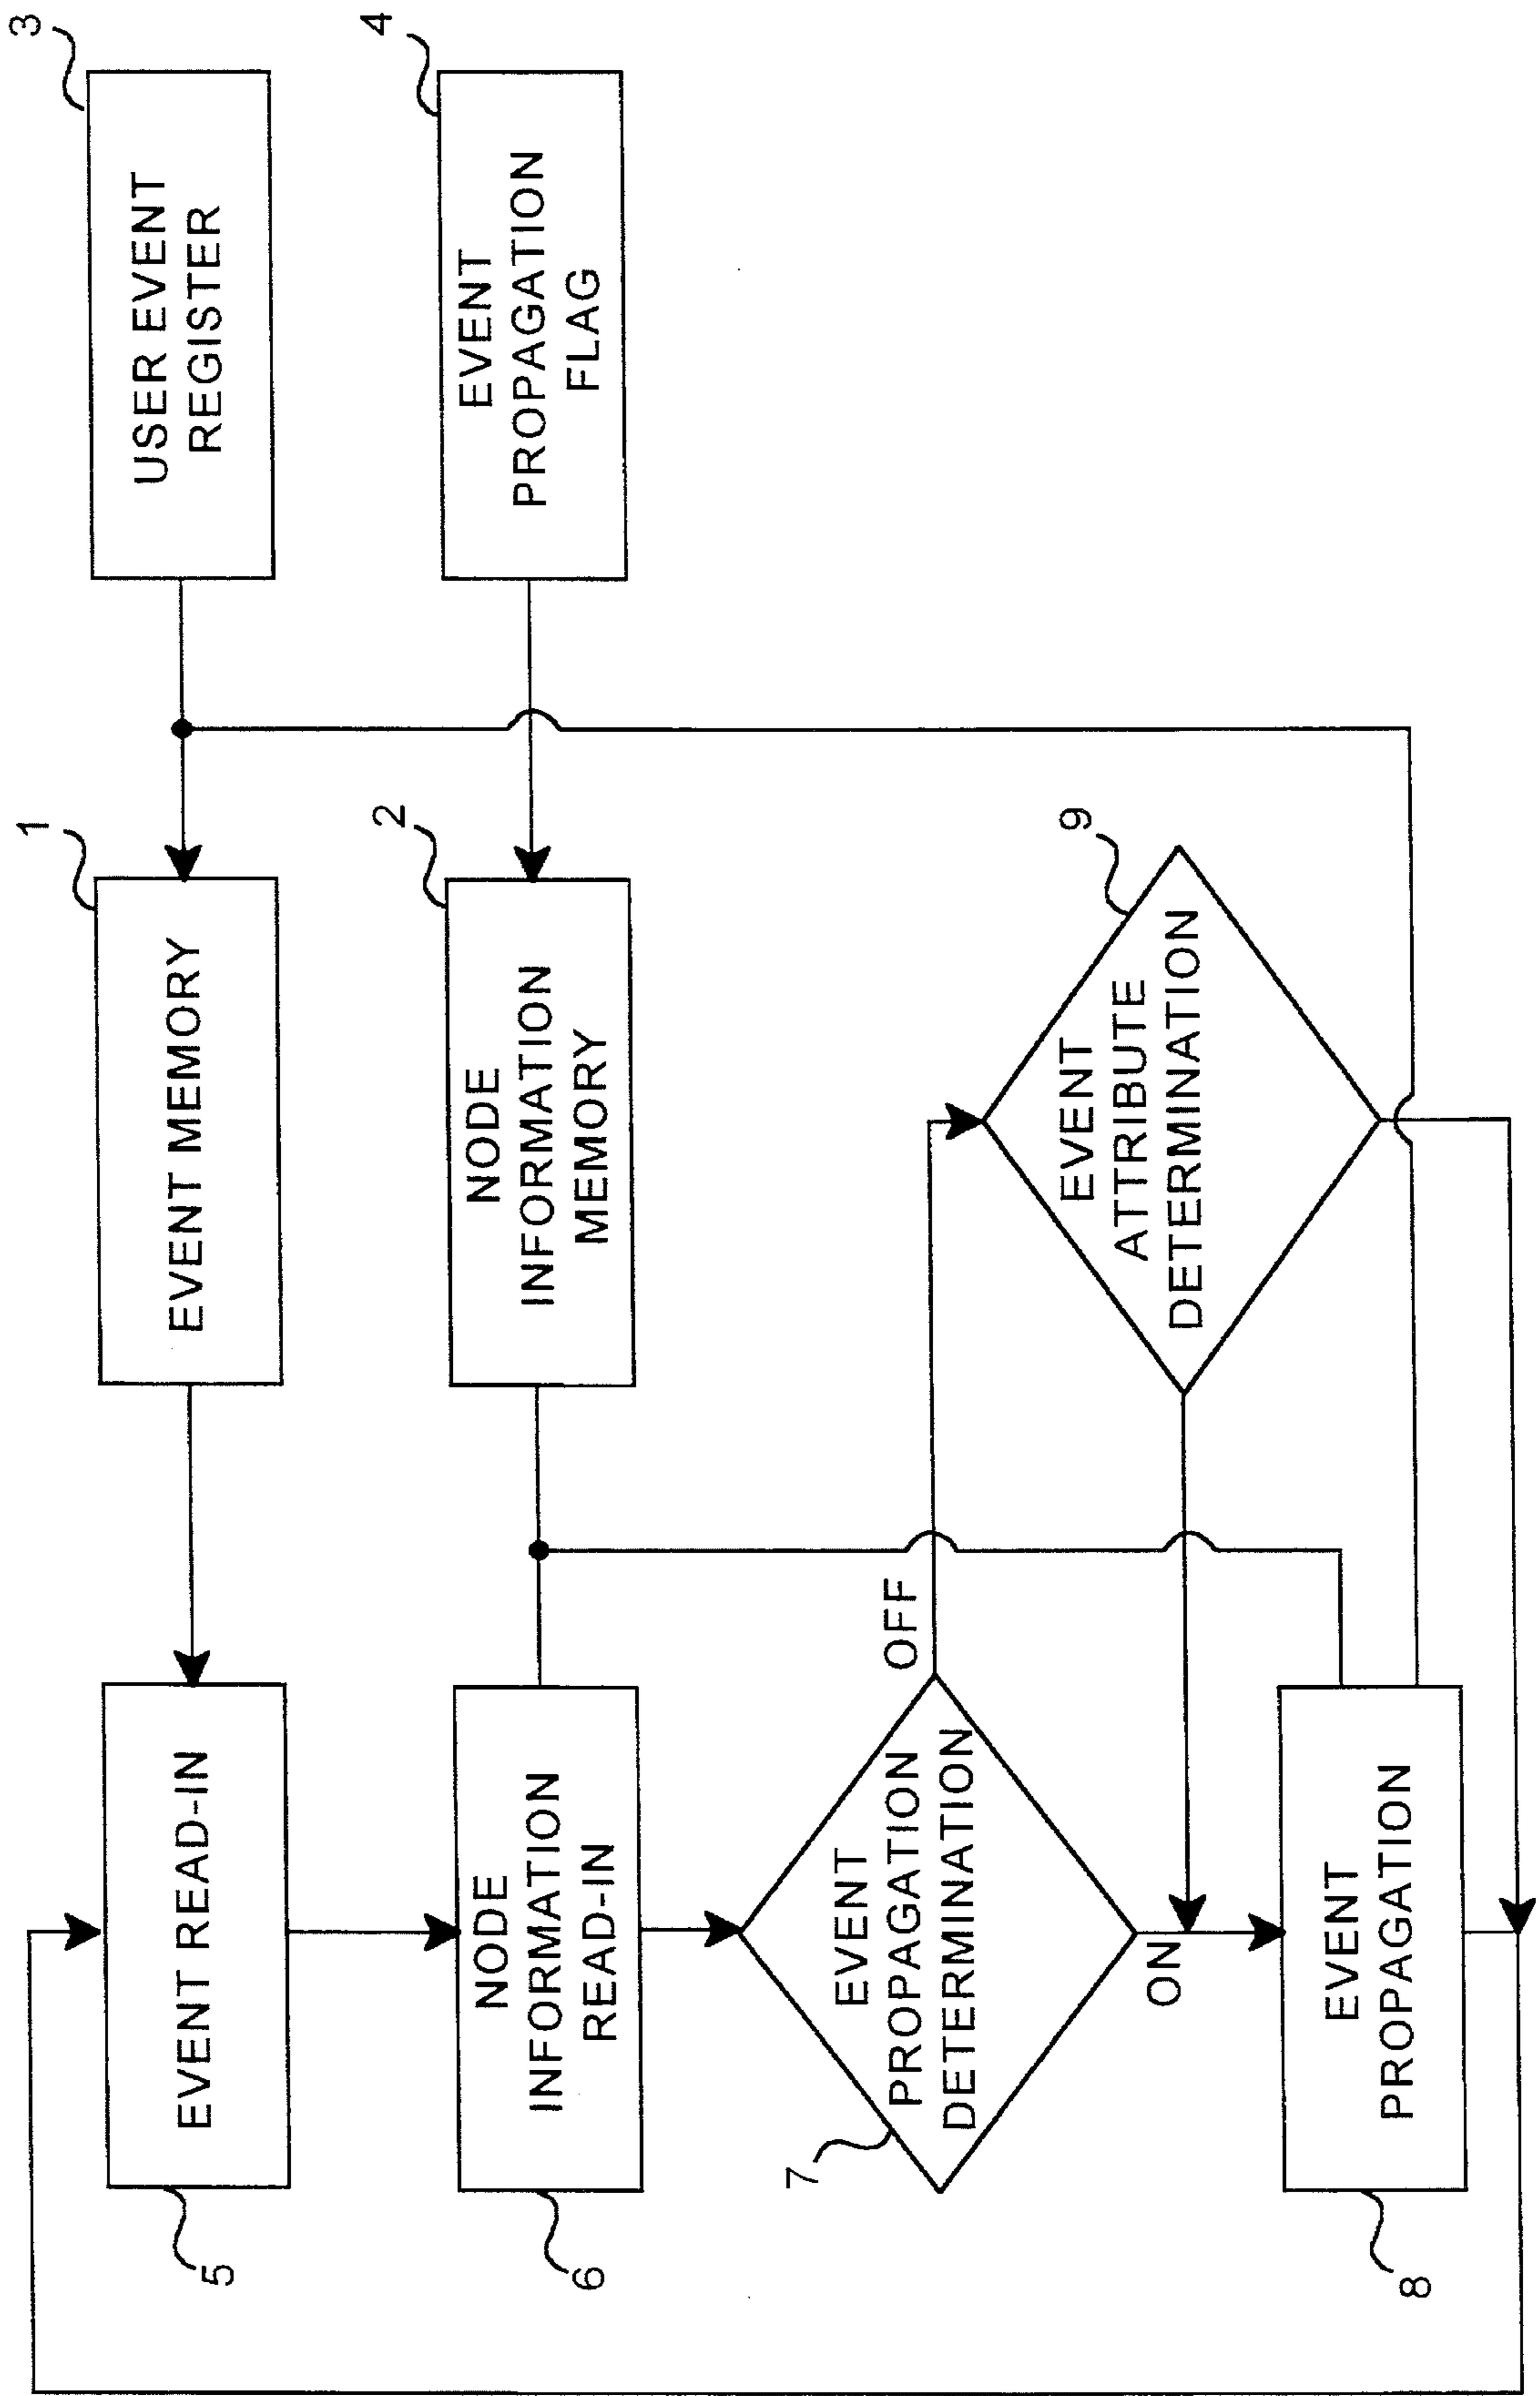 5
EVENT READ-IN
1
EVENT MEMORY
3
USER EVENT
REGISTER
6
NODE
INFORMATION
READ-IN
2
NODE
INFORMATION
MEMORY
4
EVENT
PROPAGATION
FLAG
7
EVENT
PROPAGATION
DETERMINATION
OFF
ON
9
EVENT
ATTRIBUTE
DETERMINATION
8
EVENT
PROPAGATION